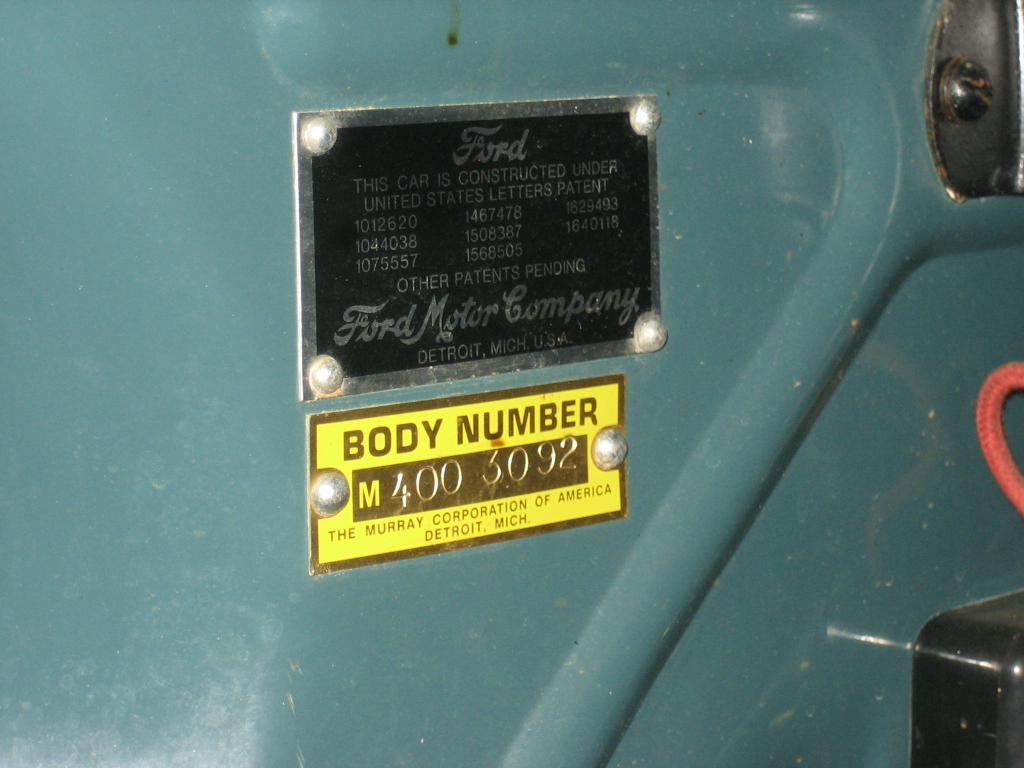 Ford
THIS CAR IS CONSTRUCTED UNDER
UNITED STATES LETTERS PATENT
1012620 1467478 1629493
1044038 1508387 1640118
1075557 1568505
OTHER PATENTS PENDING
Ford Motor Company.
DETROIT, MICH. U.S.A.
BODY NUMBER
M 400 3092
THE MURRAY CORPORATION OF AMERICA
DETROIT, MICH.